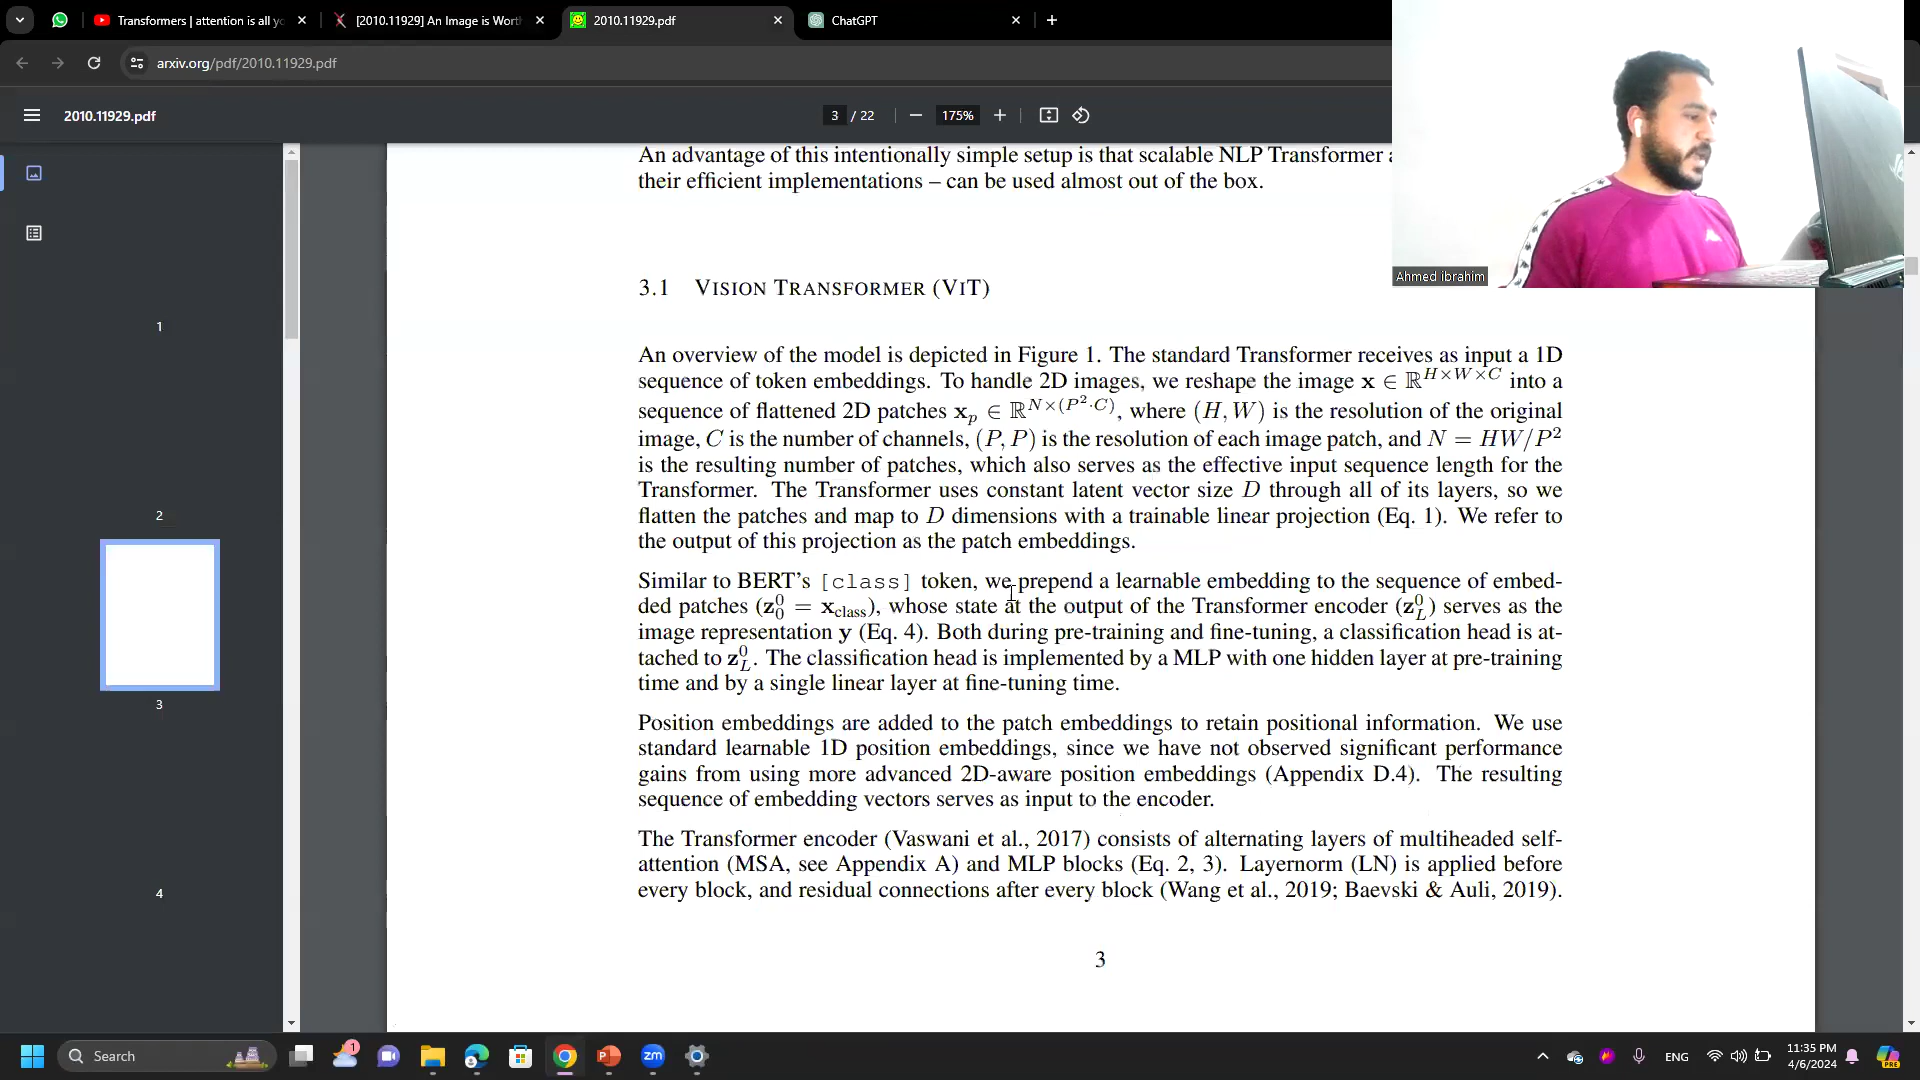 Transformers | attention is all yo
[2010.11929] An Image is Wort
2010.11929.pdf
ChatGPT
arxiv.org/pdf/2010.11929.pdf
2010.11929.pdf
3 / 22
175%
An advantage of this intentionally simple setup is that scalable NLP Transformer a
their efficient implementations – can be used almost out of the box.
3.1 VISION TRANSFORMER (VIT)
An overview of the model is depicted in Figure 1. The standard Transformer receives as input a 1D
sequence of token embeddings. To handle 2D images, we reshape the image x ∈ ℝ^{H×W×C} into a
sequence of flattened 2D patches x_p ∈ ℝ^{N×(P²·C)}, where (H, W) is the resolution of the original
image, C is the number of channels, (P, P) is the resolution of each image patch, and N = HW/P²
is the resulting number of patches, which also serves as the effective input sequence length for the
Transformer. The Transformer uses constant latent vector size D through all of its layers, so we
flatten the patches and map to D dimensions with a trainable linear projection (Eq. 1). We refer to
the output of this projection as the patch embeddings.
Similar to BERT's [class] token, we prepend a learnable embedding to the sequence of embed-
ded patches (z_0^0 = x_class), whose state at the output of the Transformer encoder (z_L^0) serves as the
image representation y (Eq. 4). Both during pre-training and fine-tuning, a classification head is at-
tached to z_L^0. The classification head is implemented by a MLP with one hidden layer at pre-training
time and by a single linear layer at fine-tuning time.
Position embeddings are added to the patch embeddings to retain positional information. We use
standard learnable 1D position embeddings, since we have not observed significant performance
gains from using more advanced 2D-aware position embeddings (Appendix D.4). The resulting
sequence of embedding vectors serves as input to the encoder.
The Transformer encoder (Vaswani et al., 2017) consists of alternating layers of multiheaded self-
attention (MSA, see Appendix A) and MLP blocks (Eq. 2, 3). Layernorm (LN) is applied before
every block, and residual connections after every block (Wang et al., 2019; Baevski & Auli, 2019).
3
1
2
3
4
Ahmed ibrahim
Search
1
zm
ENG
11:35 PM
4/6/2024
PRE